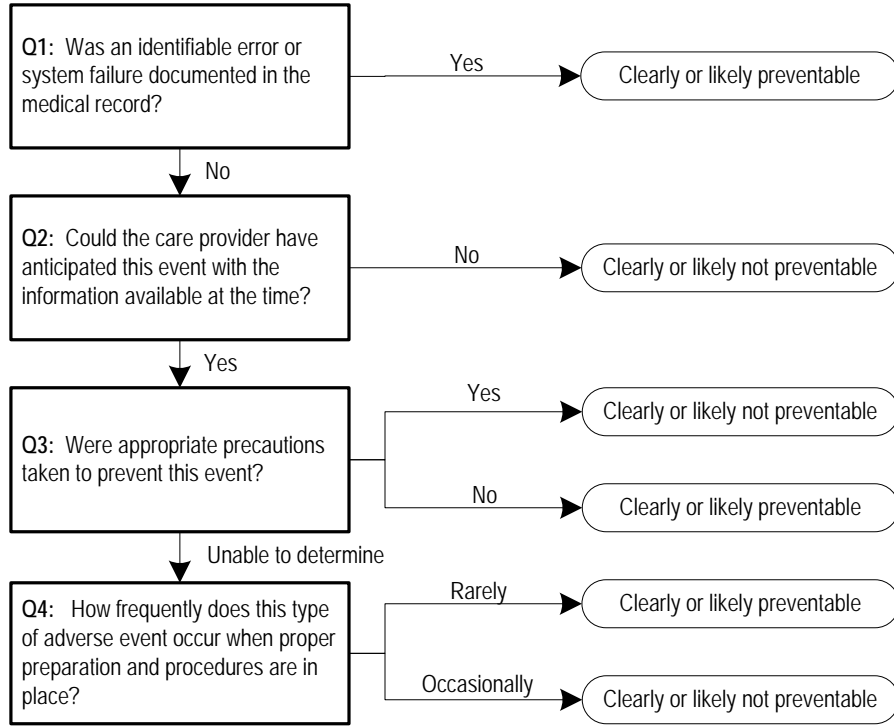 Q1: Was an identifiable error or
system failure documented in the
medical record?
Yes
Clearly or likely preventable
No
Q2: Could the care provider have
anticipated this event with the
information available at the time?
No
Clearly or likely not preventable
Yes
Q3: Were appropriate precautions
taken to prevent this event?
Yes
Clearly or likely not preventable
No
Clearly or likely preventable
Unable to determine
Q4: How frequently does this type
of adverse event occur when proper
preparation and procedures are in
place?
Rarely
Clearly or likely preventable
Occasionally
Clearly or likely not preventable